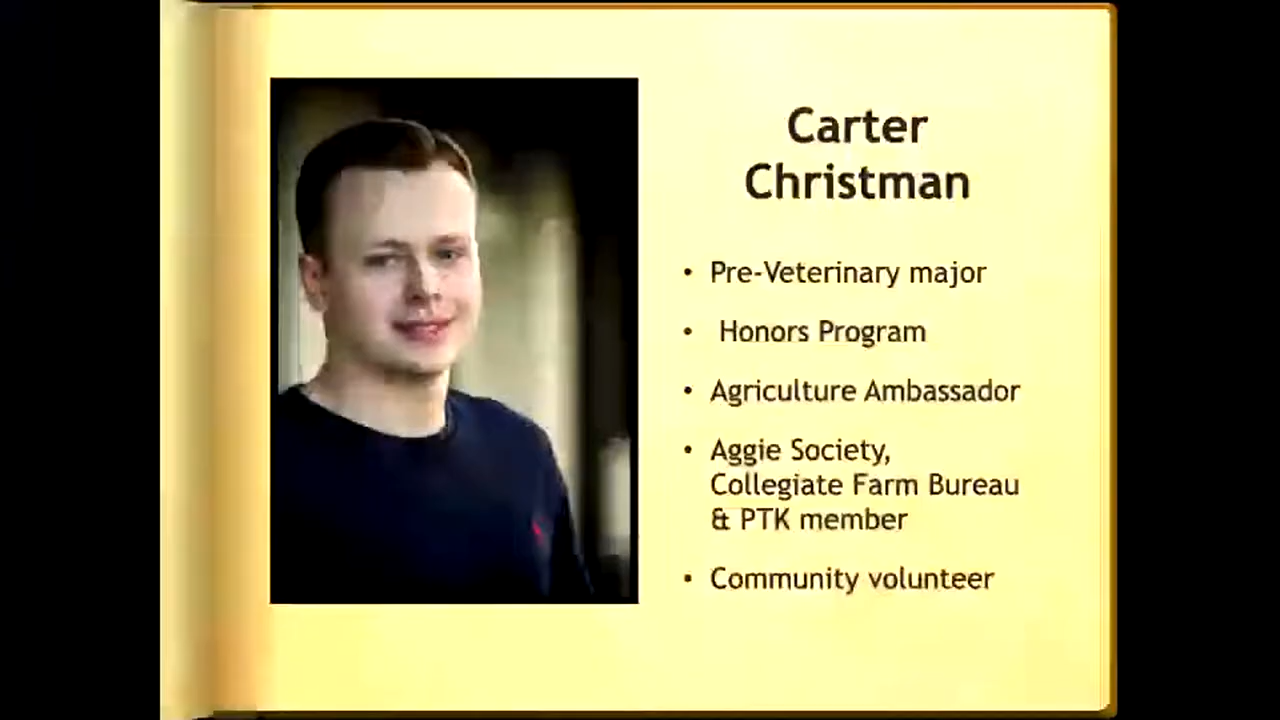 Carter
Christman
• Pre-Veterinary major
• Honors Program
• Agriculture Ambassador
• Aggie Society,
Collegiate Farm Bureau
& PTK member
• Community volunteer